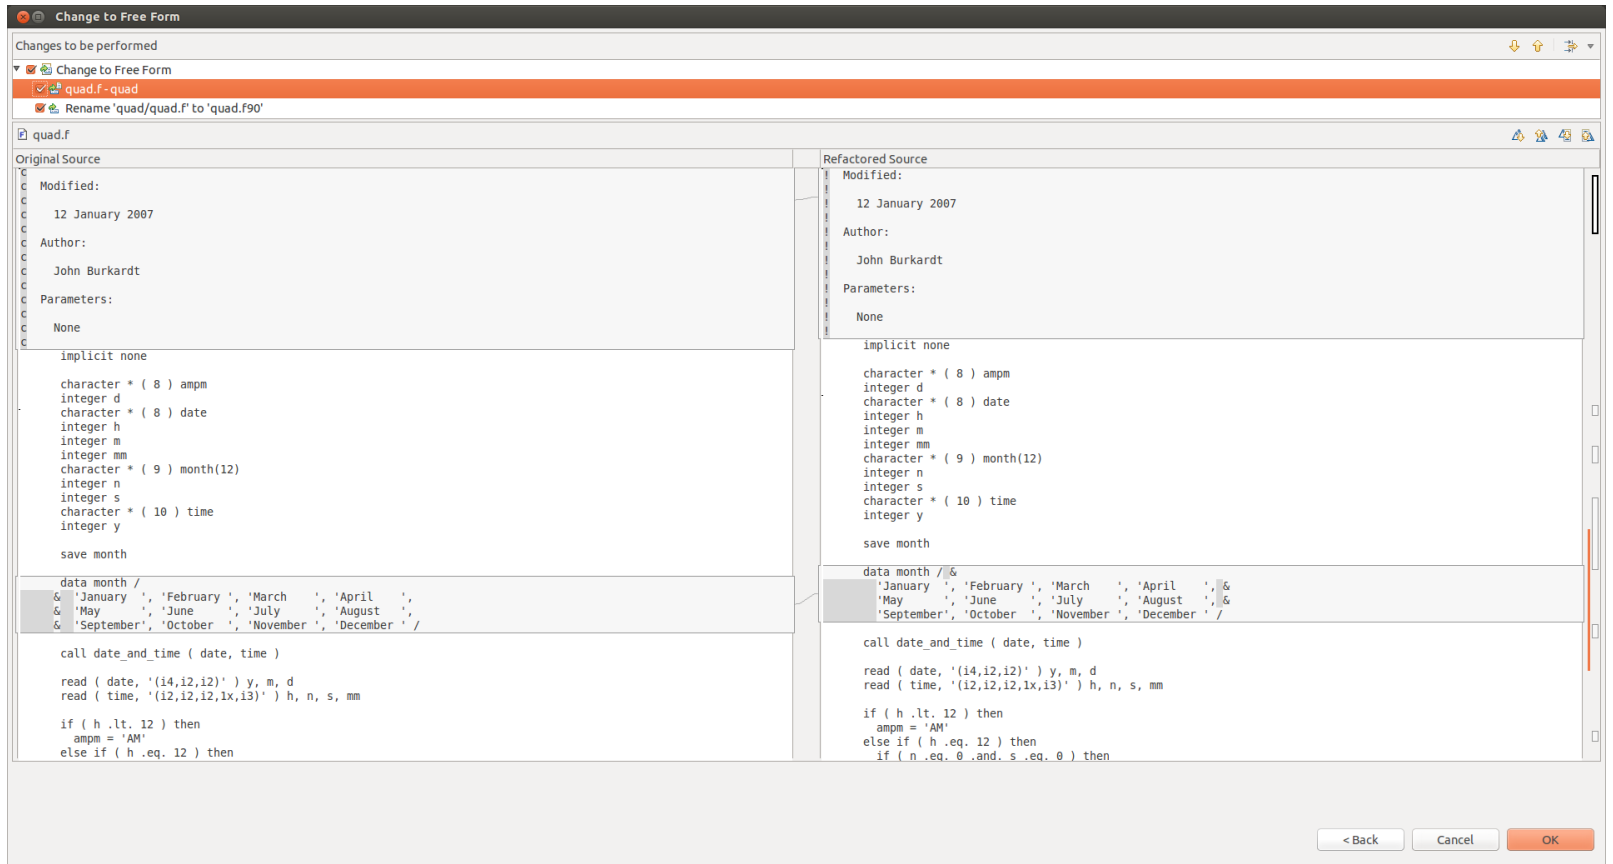 Change to Free Form
Changes to be performed
Change to Free Form
quad.f - quad
Rename 'quad/quad.f' to 'quad.f90'
quad.f
Original Source
c
c  Modified:
c
c    12 January 2007
c
c  Author:
c
c    John Burkardt
c
c  Parameters:
c
c    None
c
implicit none
character * ( 8 ) ampm
integer d
character * ( 8 ) date
integer h
integer m
integer mm
character * ( 9 ) month(12)
integer n
integer s
character * ( 10 ) time
integer y
save month
data month /
&  'January  ', 'February ', 'March    ', 'April    ',
&  'May      ', 'June     ', 'July     ', 'August   ',
&  'September', 'October  ', 'November ', 'December ' /
call date_and_time ( date, time )
read ( date, '(i4,i2,i2)' ) y, m, d
read ( time, '(i2,i2,i2,1x,i3)' ) h, n, s, mm
if ( h .lt. 12 ) then
ampm = 'AM'
else if ( h .eq. 12 ) then
Refactored Source
!  Modified:
!
!    12 January 2007
!
!  Author:
!
!    John Burkardt
!
!  Parameters:
!
!    None
!
implicit none
character * ( 8 ) ampm
integer d
character * ( 8 ) date
integer h
integer m
integer mm
character * ( 9 ) month(12)
integer n
integer s
character * ( 10 ) time
integer y
save month
data month / &
'January  ', 'February ', 'March    ', 'April    ', &
'May      ', 'June     ', 'July     ', 'August   ', &
'September', 'October  ', 'November ', 'December ' /
call date_and_time ( date, time )
read ( date, '(i4,i2,i2)' ) y, m, d
read ( time, '(i2,i2,i2,1x,i3)' ) h, n, s, mm
if ( h .lt. 12 ) then
ampm = 'AM'
else if ( h .eq. 12 ) then
if ( n .eq. 0 .and. s .eq. 0 ) then
< Back
Cancel
OK